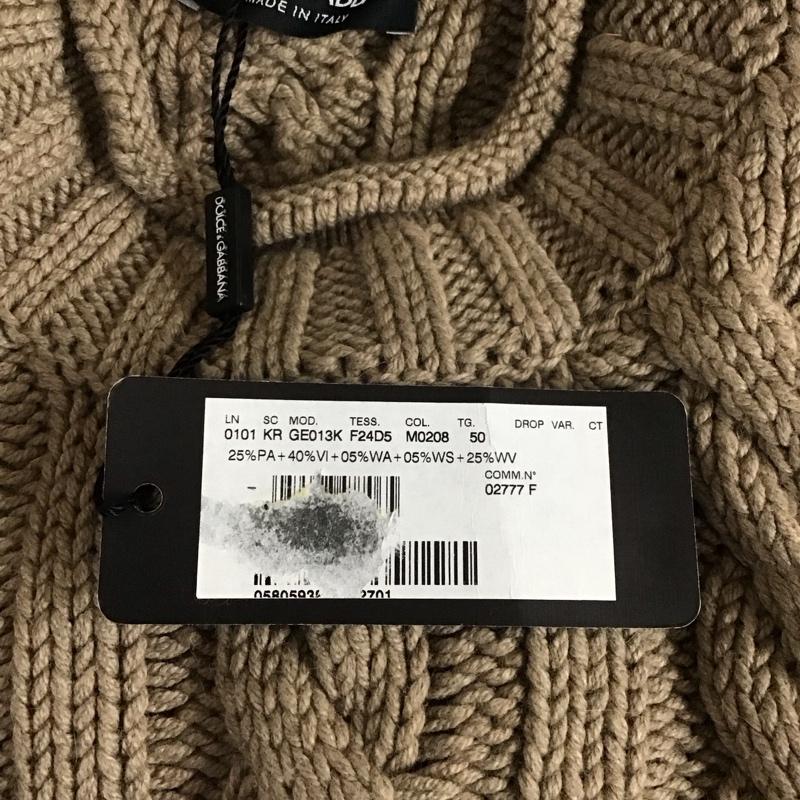 MADE IN ITALY
DOLCE & GABBANA
LN SC MOD. TESS. COL. TG. DROP VAR. CT
0101 KR GE013K F24D5 M0208 50
25%PA+40%VI+05%WA+05%WS+25%WV
COMM.N°
02777 F